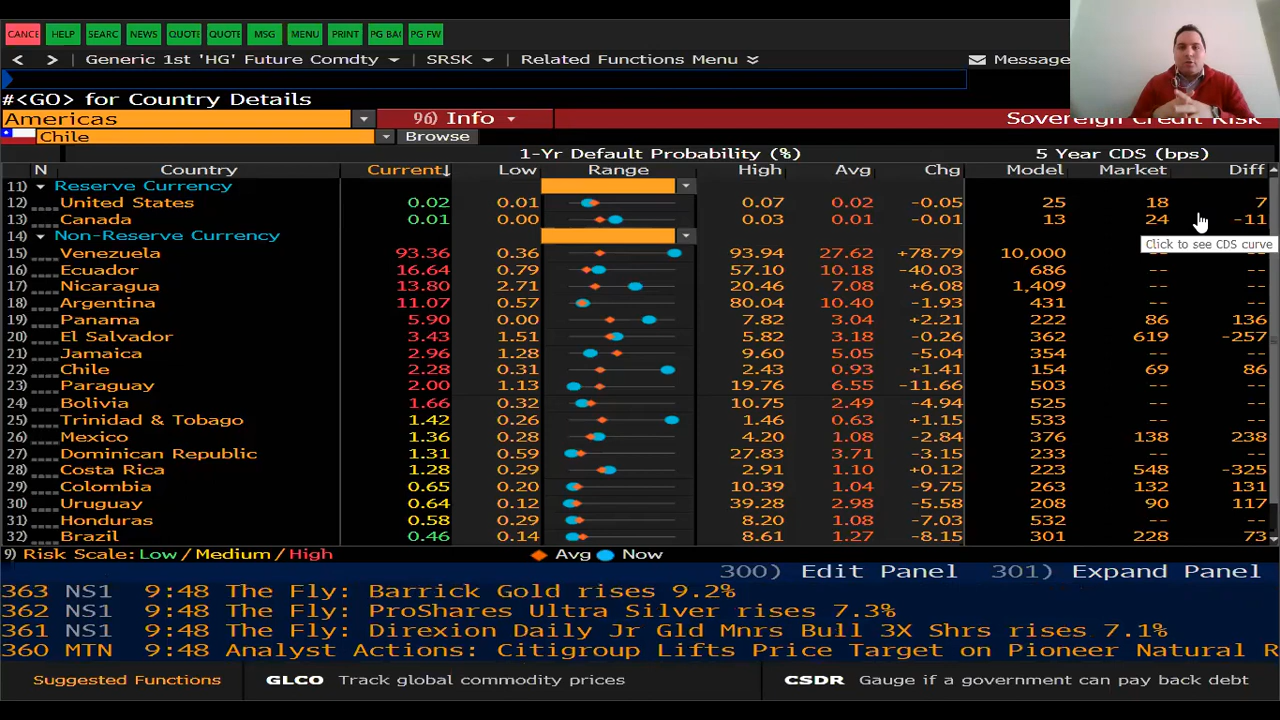 CANCE HELP SEARC NEWS QUOTE QUOTE MSG MENU PRINT PG BAC PG FW
< > Generic 1st 'HG' Future Comdty SRSK Related Functions Menu Message
#<GO> for Country Details
Americas 96) Info Sovereign Credit Risk
Chile Browse
1-Yr Default Probability (%) 5 Year CDS (bps)
N Country Current↓ Low Range High Avg Chg Model Market Diff
11) Reserve Currency
12) United States 0.02 0.01 0.07 0.02 -0.05 25 18 7
13) Canada 0.01 0.00 0.03 0.01 -0.01 13 24 -11
14) Non-Reserve Currency
Click to see CDS curve
15) Venezuela 93.36 0.36 93.94 27.62 +78.79 10,000 -- --
16) Ecuador 16.64 0.79 57.10 10.18 -40.03 686 -- --
17) Nicaragua 13.80 2.71 20.46 7.08 +6.08 1,409 -- --
18) Argentina 11.07 0.57 80.04 10.40 -1.93 431 -- --
19) Panama 5.90 0.00 7.82 3.04 +2.21 222 86 136
20) El Salvador 3.43 1.51 5.82 3.18 -0.26 362 619 -257
21) Jamaica 2.96 1.28 9.60 5.05 -5.04 354 -- --
22) Chile 2.28 0.31 2.43 0.93 +1.41 154 69 86
23) Paraguay 2.00 1.13 19.76 6.55 -11.66 503 -- --
24) Bolivia 1.66 0.32 10.75 2.49 -4.94 525 -- --
25) Trinidad & Tobago 1.42 0.26 1.46 0.63 +1.15 533 -- --
26) Mexico 1.36 0.28 4.20 1.08 -2.84 376 138 238
27) Dominican Republic 1.31 0.59 27.83 3.71 -3.15 233 -- --
28) Costa Rica 1.28 0.29 2.91 1.10 +0.12 223 548 -325
29) Colombia 0.65 0.20 10.39 1.04 -9.75 263 132 131
30) Uruguay 0.64 0.12 39.28 2.98 -5.58 208 90 117
31) Honduras 0.58 0.29 8.20 1.08 -7.03 532 -- --
32) Brazil 0.46 0.14 8.61 1.27 -8.15 301 228 73
9) Risk Scale: Low / Medium / High Avg Now
300) Edit Panel 301) Expand Panel
363 NS1 9:48 The Fly: Barrick Gold rises 9.2%
362 NS1 9:48 The Fly: ProShares Ultra Silver rises 7.3%
361 NS1 9:48 The Fly: Direxion Daily Jr Gld Mnrs Bull 3X Shrs rises 7.1%
360 MTN 9:48 Analyst Actions: Citigroup Lifts Price Target on Pioneer Natural R
Suggested Functions GLCO Track global commodity prices CSDR Gauge if a government can pay back debt